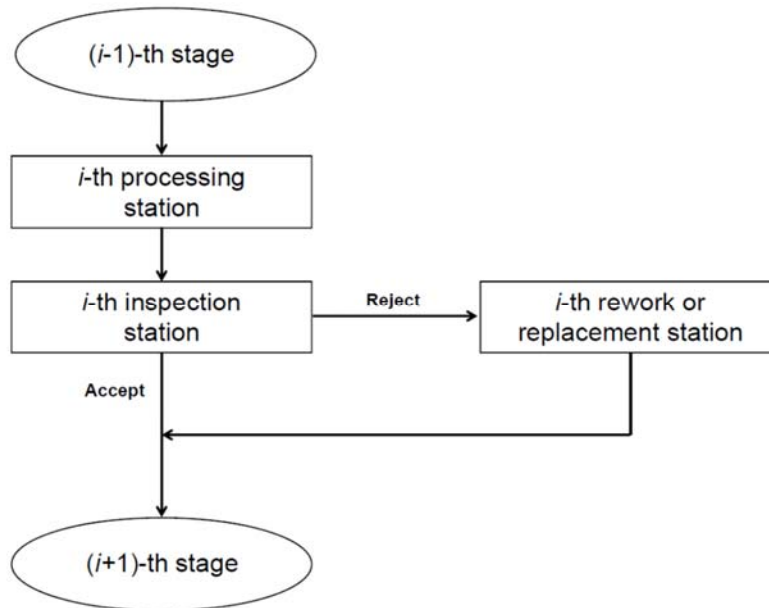 (i-1)-th stage
i-th processing
station
i-th inspection
station
Reject
i-th rework or
replacement station
Accept
(i+1)-th stage